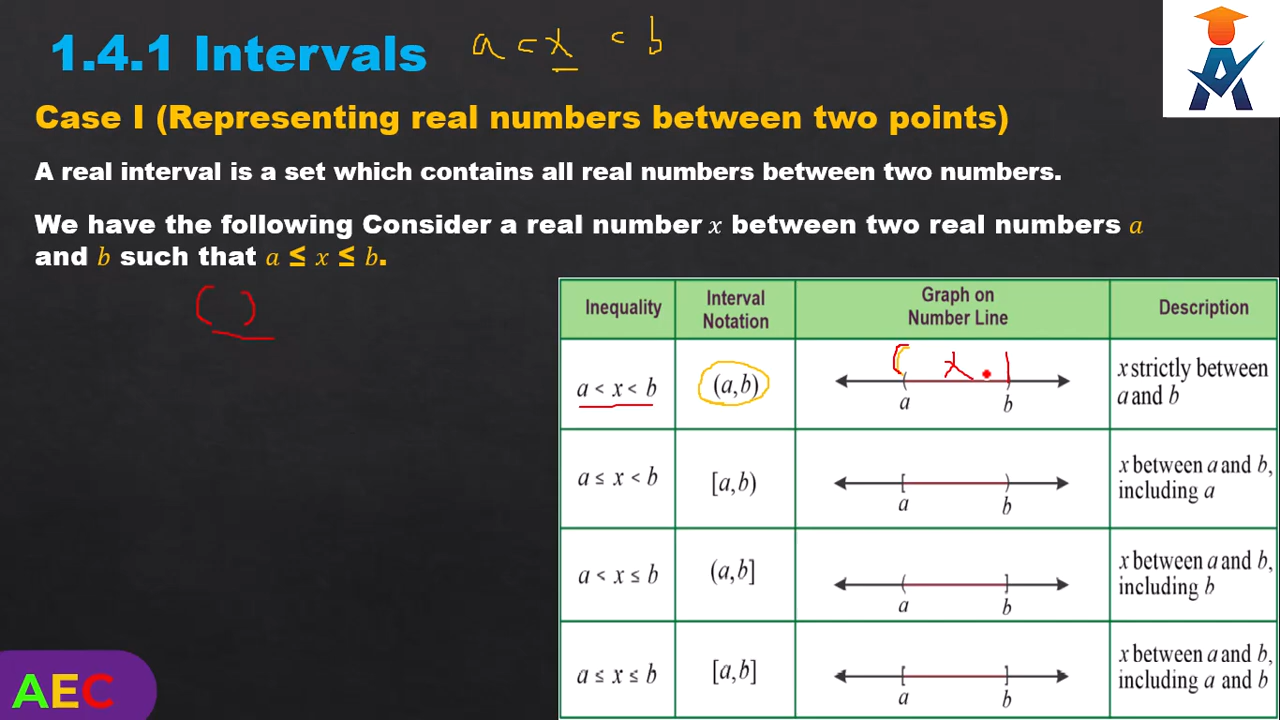 1.4.1 Intervals a < x < b
Case I (Representing real numbers between two points)
A real interval is a set which contains all real numbers between two numbers.
We have the following Consider a real number x between two real numbers a
and b such that a ≤ x ≤ b.
( )
Inequality Interval Notation Graph on Number Line Description
a < x < b (a,b) ( x a b x strictly between a and b
a ≤ x < b [a,b) [ ) a b x between a and b, including a
a < x ≤ b (a,b] ( ] a b x between a and b, including b
a ≤ x ≤ b [a,b] [ ] a b x between a and b, including a and b
AEC